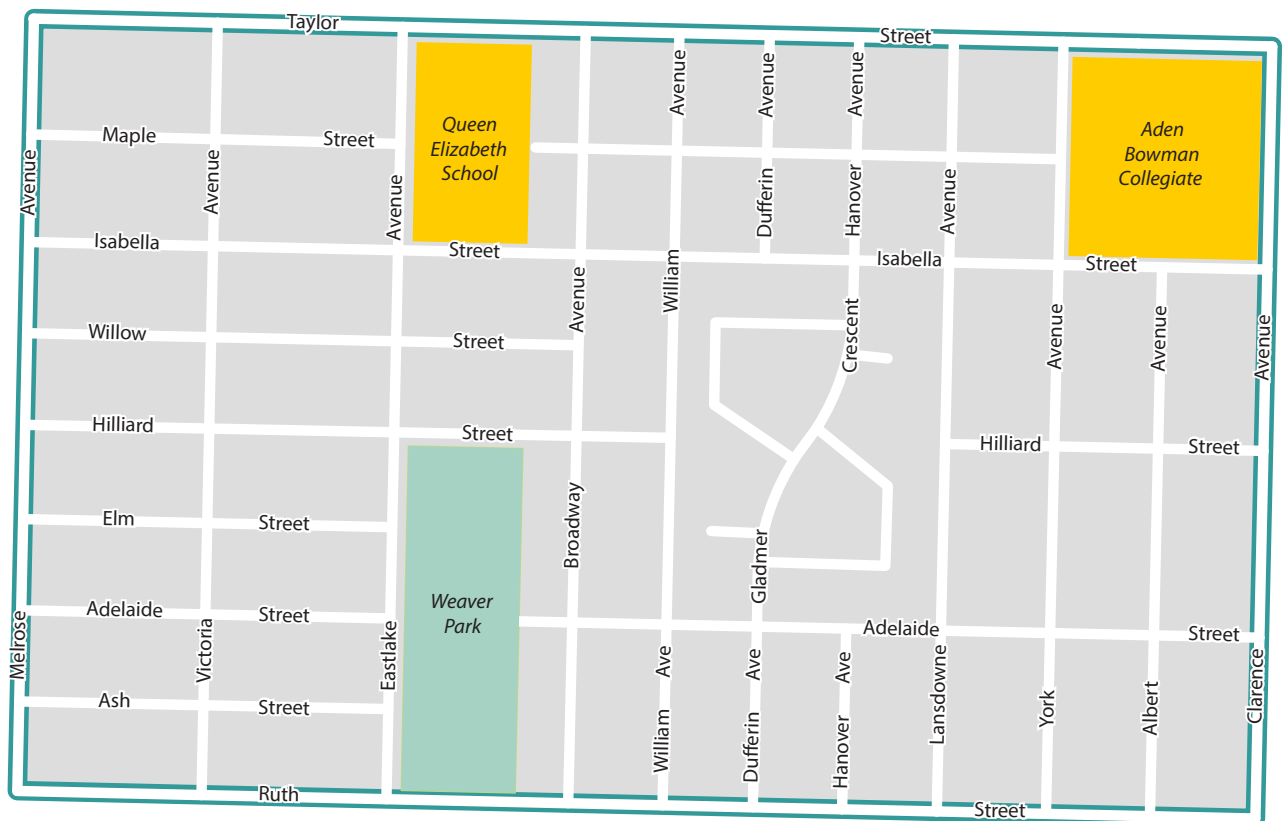 Taylor
Street
Avenue
Avenue
Avenue
Queen
Elizabeth
School
Aden
Bowman
Collegiate
Maple
Street
Avenue
Avenue
Avenue
Avenue
Dufferin
Hanover
Avenue
Isabella
Street
Isabella
Street
William
Avenue
Willow
Street
Crescent
Avenue
Avenue
Avenue
Hilliard
Street
Hilliard
Street
Elm
Street
Broadway
Gladmer
Weaver
Park
Adelaide
Street
Adelaide
Street
Melrose
Victoria
Eastlake
Ave
Ave
Ave
Lansdowne
York
Albert
Clarence
Ash
Street
William
Dufferin
Hanover
Ruth
Street